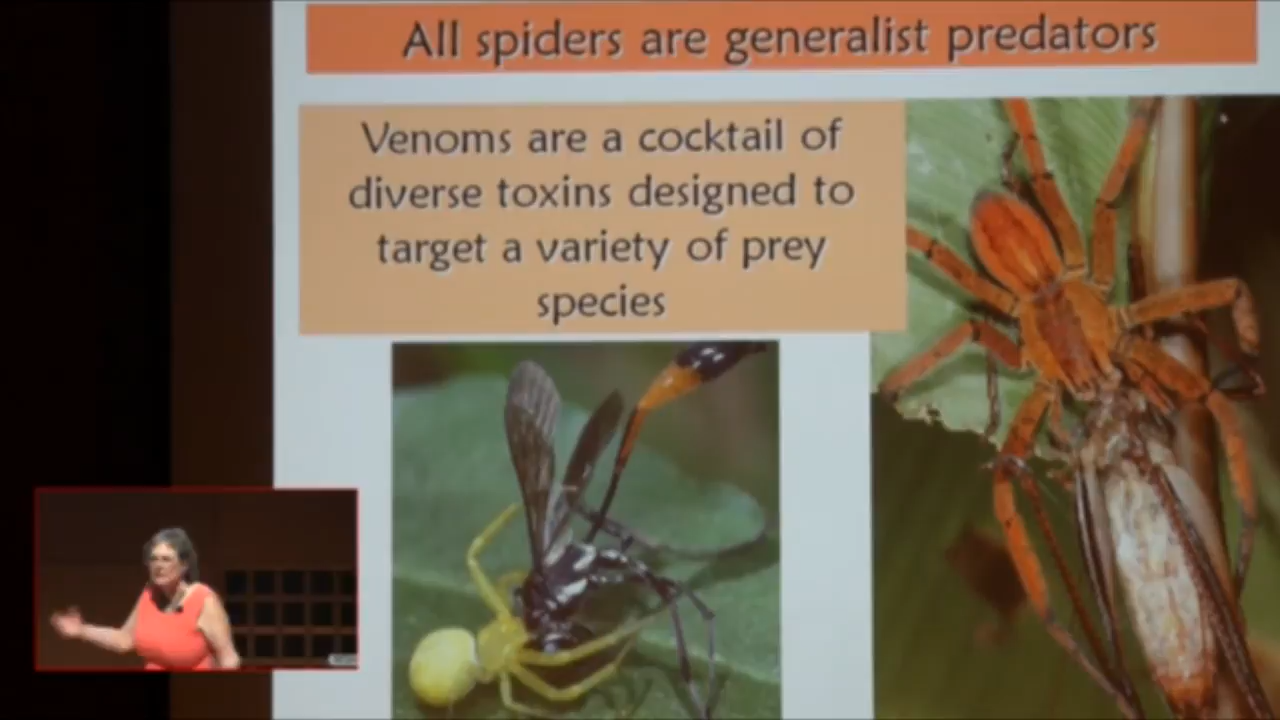 All spiders are generalist predators
Venoms are a cocktail of
diverse toxins designed to
target a variety of prey
species